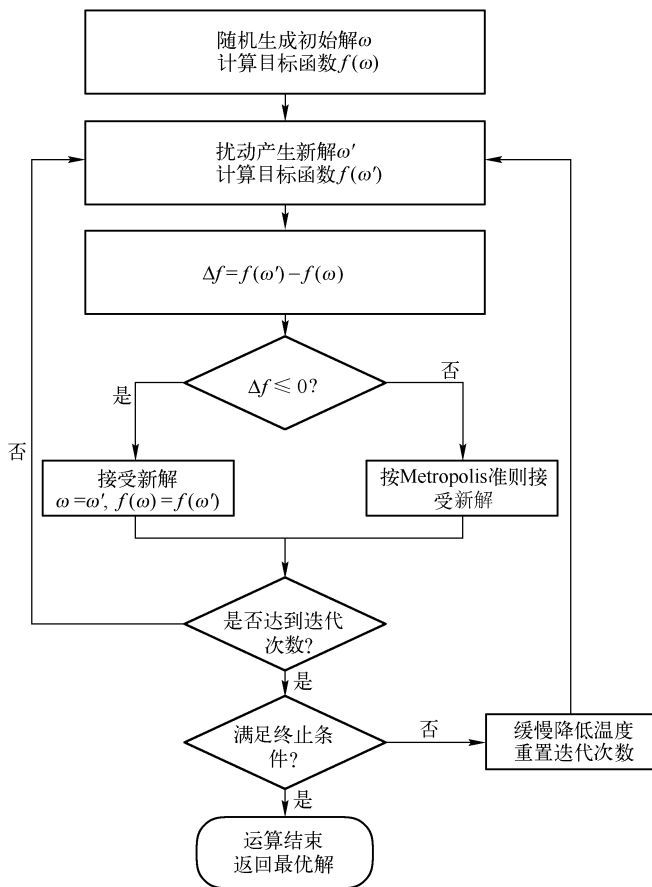 随机生成初始解ω
计算目标函数f(ω)
扰动产生新解ω′
计算目标函数f(ω′)
Δf=f(ω′)−f(ω)
Δf≤0?
是
否
接受新解
ω=ω′, f(ω)=f(ω′)
按Metropolis准则接
受新解
否
是否达到迭代
次数?
是
满足终止条
件?
否
缓慢降低温度
重置迭代次数
是
运算结束
返回最优解